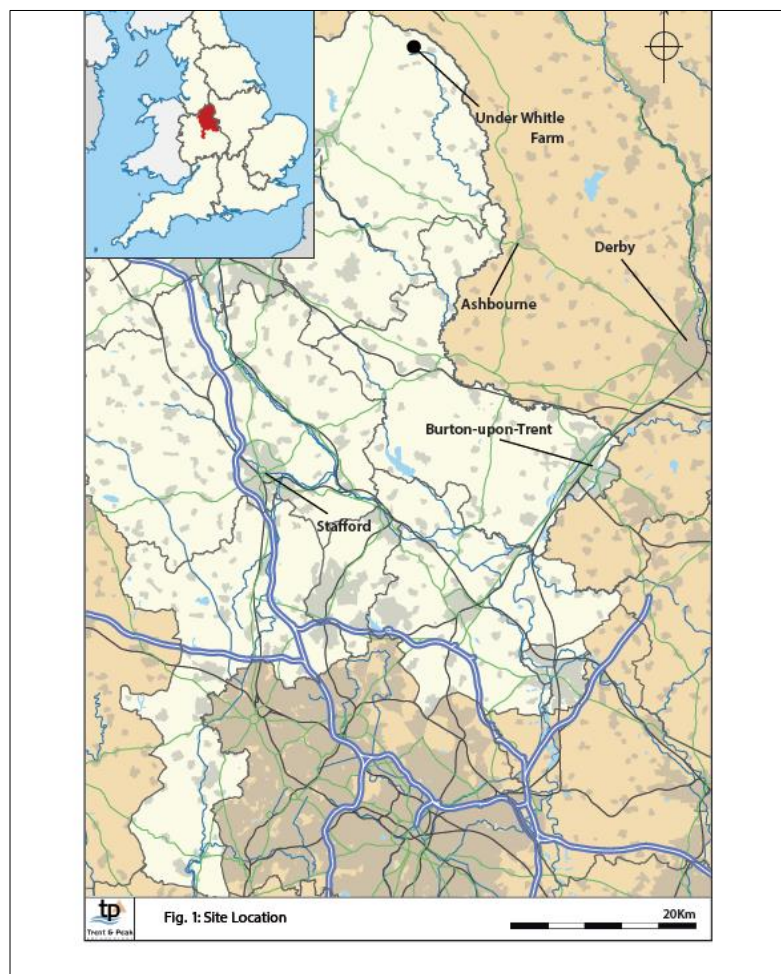 Under Whitle
Farm
Derby
Ashbourne
Burton-upon-Trent
Stafford
tp
Trent & Peak
Fig. 1: Site Location
20Km